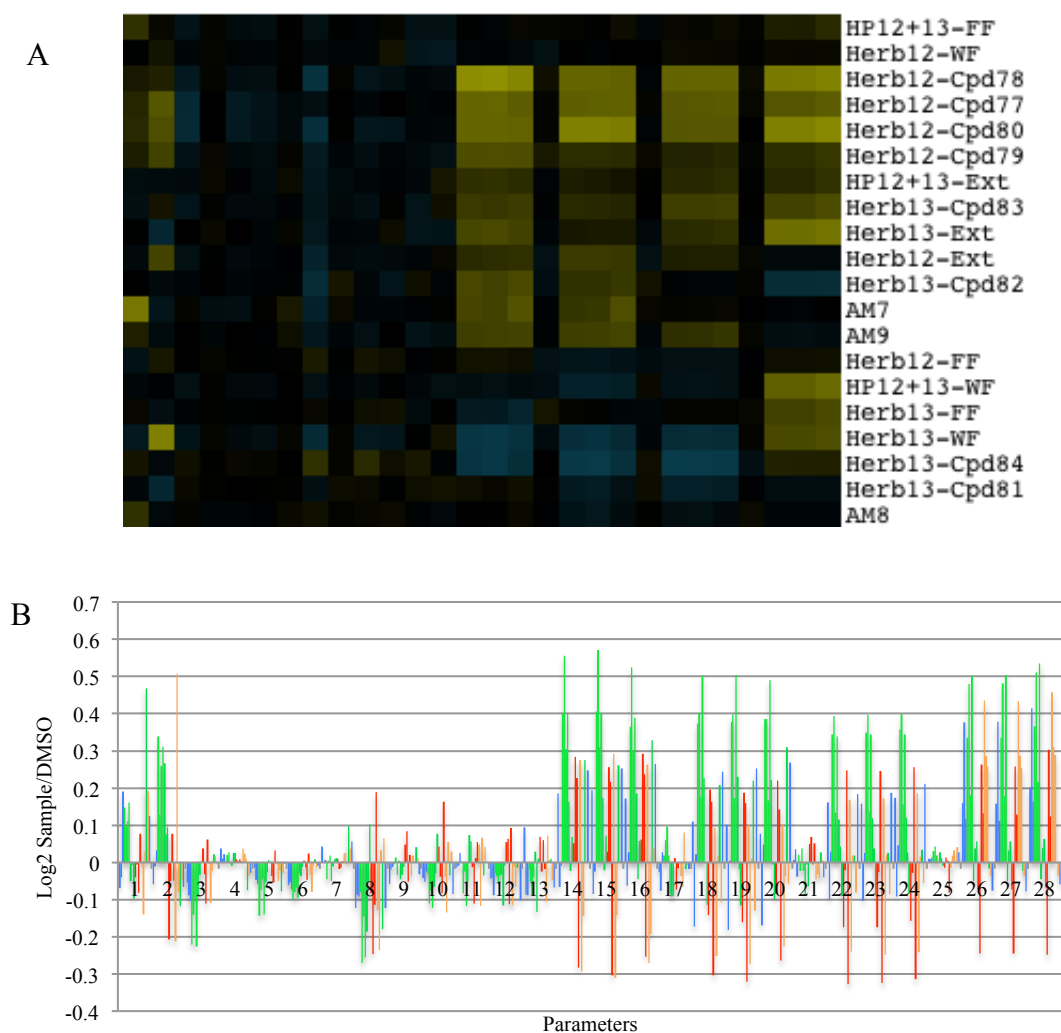 A
HP12+13-FF
Herb12-WF
Herb12-Cpd78
Herb12-Cpd77
Herb12-Cpd80
Herb12-Cpd79
HP12+13-Ext
Herb13-Cpd83
Herb13-Ext
Herb12-Ext
Herb13-Cpd82
AM7
AM9
Herb12-FF
HP12+13-WF
Herb13-FF
Herb13-WF
Herb13-Cpd84
Herb13-Cpd81
AM8
B
Log2 Sample/DMSO
0.7
0.6
0.5
0.4
0.3
0.2
0.1
0
-0.1
-0.2
-0.3
-0.4
1 2 3 4 5 6 7 8 9 10 11 12 13 14 15 16 17 18 19 20 21 22 23 24 25 26 27 28
Parameters